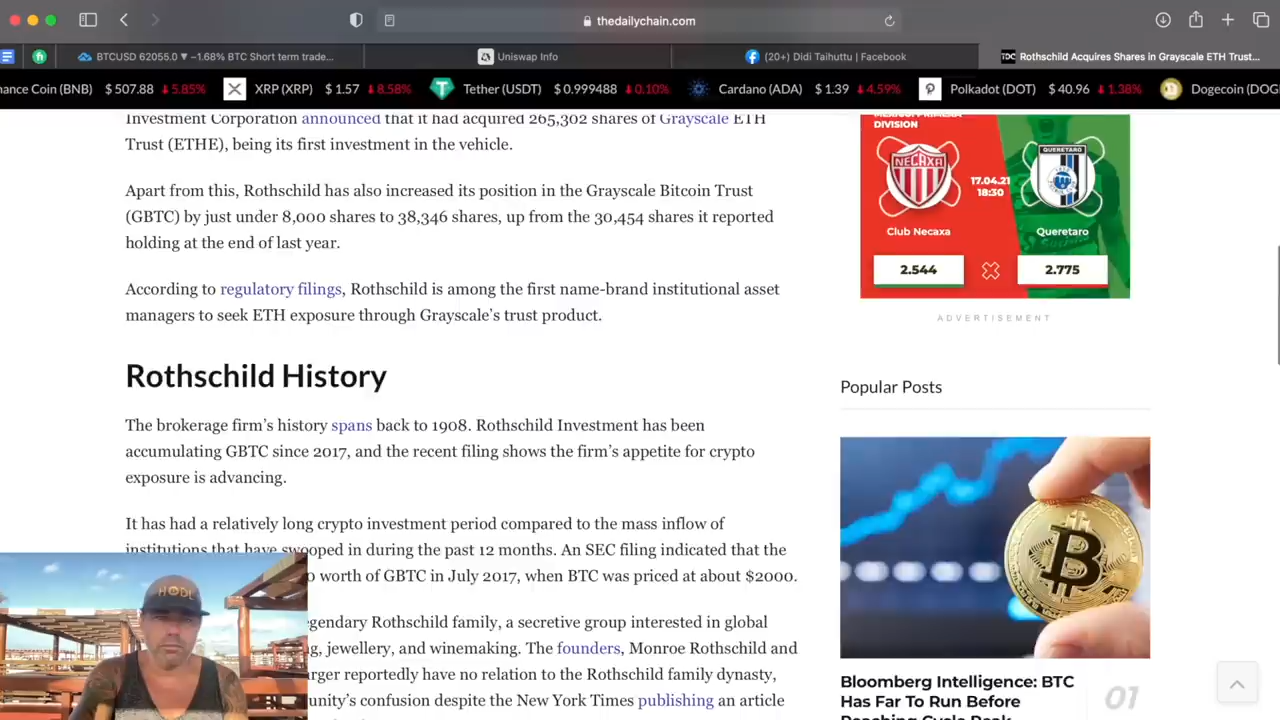 thedailychain.com
BTCUSD 62055.0 ▼ −1.68% BTC Short term trade...
Uniswap Info
(20+) Didi Taihuttu | Facebook
TDC
Rothschild Acquires Shares in Grayscale ETH Trust...
nance Coin (BNB) $ 507.88 5.85% XRP (XRP) $ 1.57 8.58% Tether (USDT) $ 0.999488 0.10% Cardano (ADA) $ 1.39 4.59% Polkadot (DOT) $ 40.96 1.38% Dogecoin (DOG
Investment Corporation announced that it had acquired 265,302 shares of Grayscale ETH
Trust (ETHE), being its first investment in the vehicle.
Apart from this, Rothschild has also increased its position in the Grayscale Bitcoin Trust
(GBTC) by just under 8,000 shares to 38,346 shares, up from the 30,454 shares it reported
holding at the end of last year.
According to regulatory filings, Rothschild is among the first name-brand institutional asset
managers to seek ETH exposure through Grayscale's trust product.
Rothschild History
The brokerage firm's history spans back to 1908. Rothschild Investment has been
accumulating GBTC since 2017, and the recent filing shows the firm's appetite for crypto
exposure is advancing.
It has had a relatively long crypto investment period compared to the mass inflow of
institutions that have swooped in during the past 12 months. An SEC filing indicated that the
0 worth of GBTC in July 2017, when BTC was priced at about $2000.
gendary Rothschild family, a secretive group interested in global
g, jewellery, and winemaking. The founders, Monroe Rothschild and
rger reportedly have no relation to the Rothschild family dynasty,
unity's confusion despite the New York Times publishing an article
HODL
DIVISION
NECAXA
QUERETARO
17.04.21
18:30
Club Necaxa
Queretaro
2.544
2.775
ADVERTISEMENT
Popular Posts
Bloomberg Intelligence: BTC
Has Far To Run Before
01